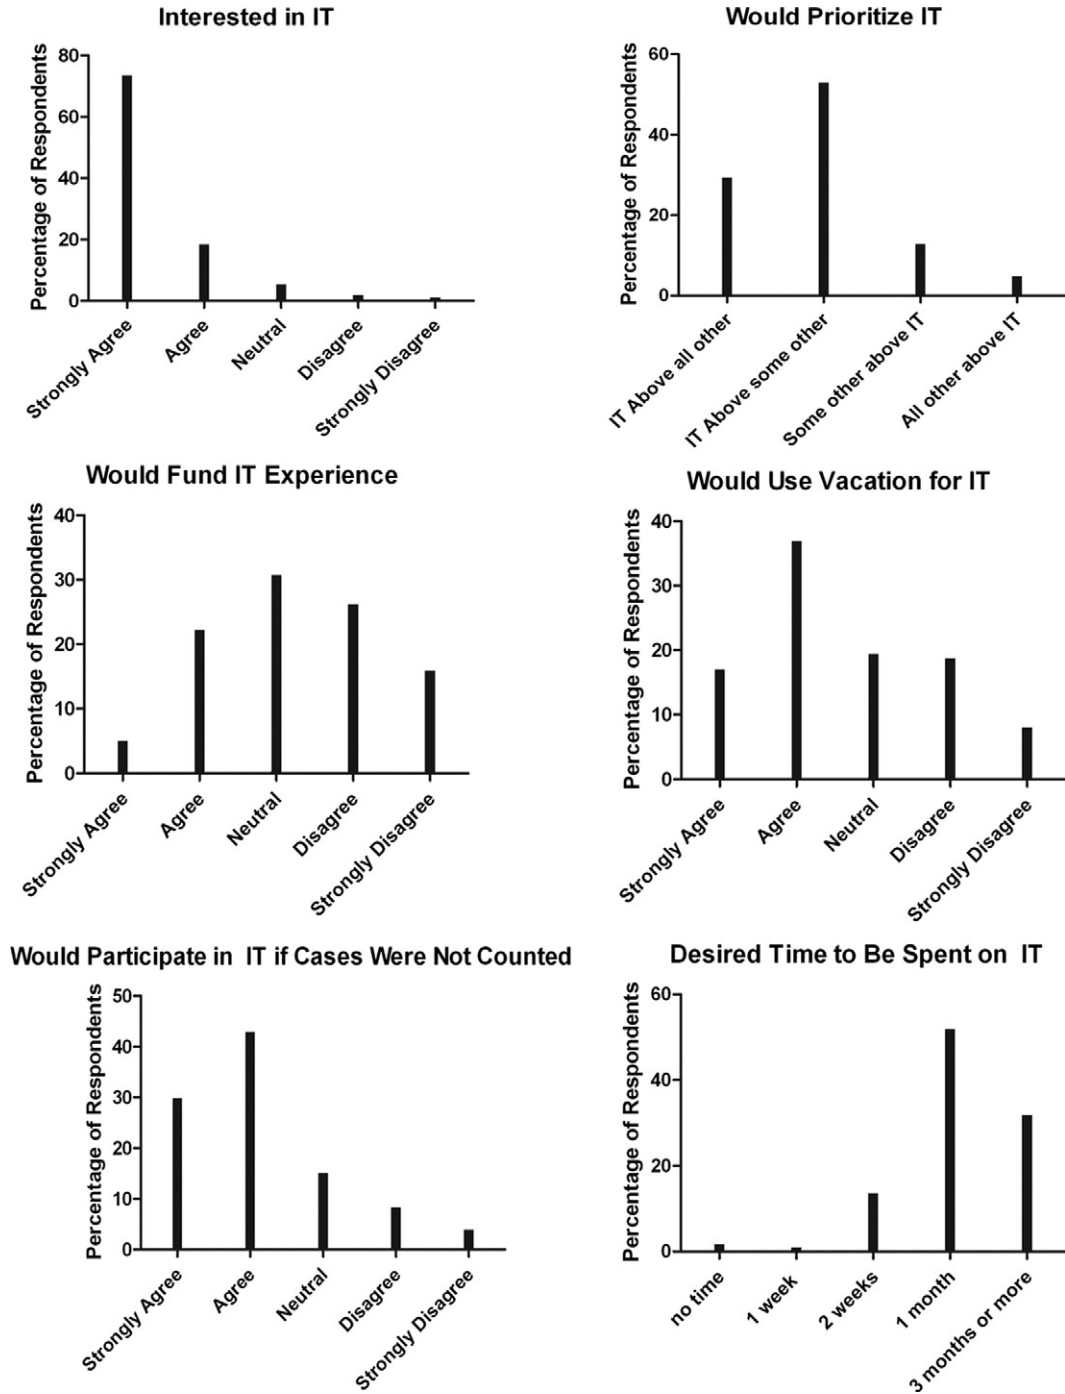 Interested in IT
Percentage of Respondents
80
60
40
20
0
Strongly Agree
Agree
Neutral
Disagree
Strongly Disagree
Would Prioritize IT
Percentage of Respondents
60
40
20
0
IT Above all other
IT Above some other
Some other above IT
All other above IT
Would Fund IT Experience
Percentage of Respondents
40
30
20
10
0
Strongly Agree
Agree
Neutral
Disagree
Strongly Disagree
Would Use Vacation for IT
Percentage of Respondents
40
30
20
10
0
Strongly Agree
Agree
Neutral
Disagree
Strongly Disagree
Would Participate in IT if Cases Were Not Counted
Percentage of Respondents
50
40
30
20
10
0
Strongly Agree
Agree
Neutral
Disagree
Strongly Disagree
Desired Time to Be Spent on IT
Percentage of Respondents
60
40
20
0
no time
1 week
2 weeks
1 month
3 months or more